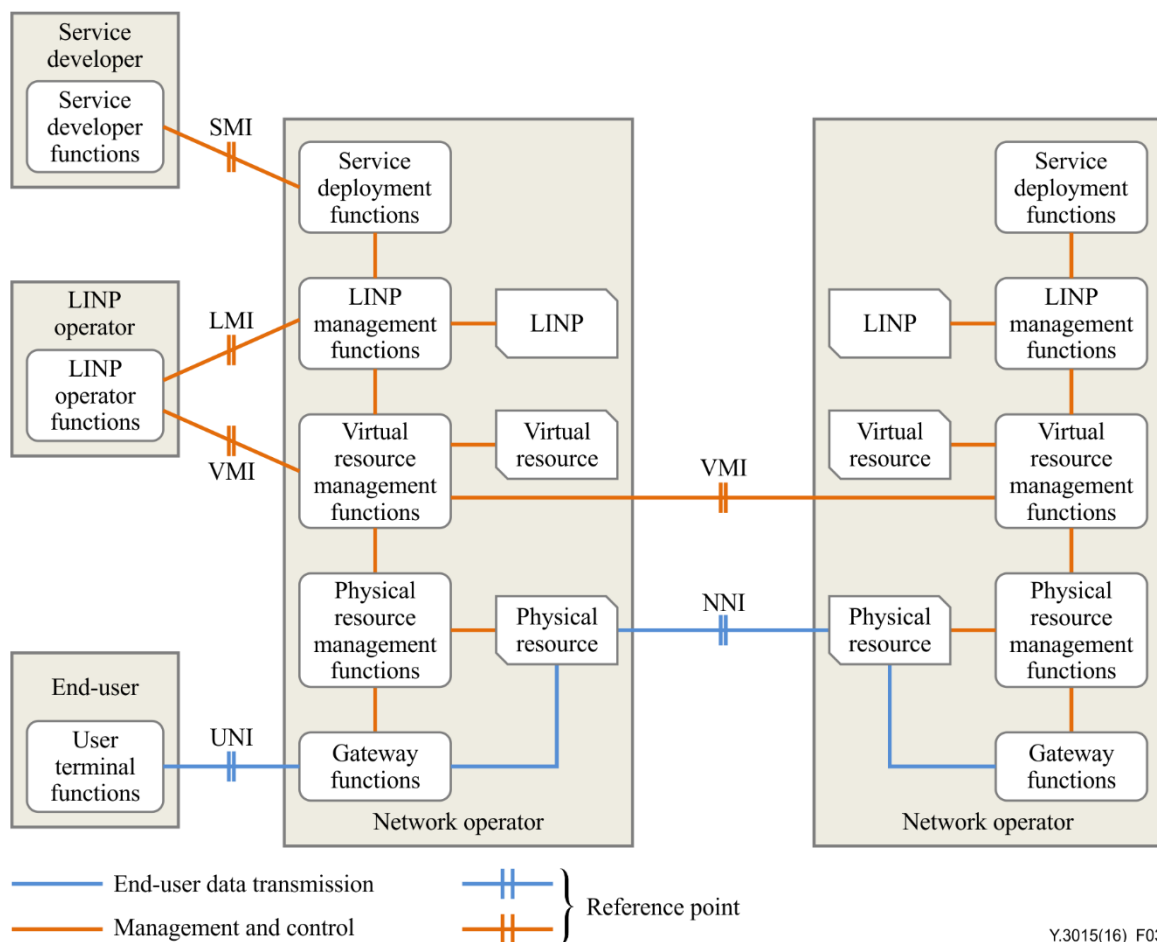 Service
developer
Service
developer
functions
SMI
Service
deployment
functions
Service
deployment
functions
LINP
operator
LINP
operator
functions
LMI
VMI
LINP
management
functions
LINP
LINP
LINP
management
functions
Virtual
resource
management
functions
Virtual
resource
VMI
Virtual
resource
Virtual
resource
management
functions
Physical
resource
management
functions
Physical
resource
NNI
Physical
resource
Physical
resource
management
functions
End-user
User
terminal
functions
UNI
Gateway
functions
Gateway
functions
Network operator
Network operator
End-user data transmission
Management and control
Reference point
Y.3015(16)_F03